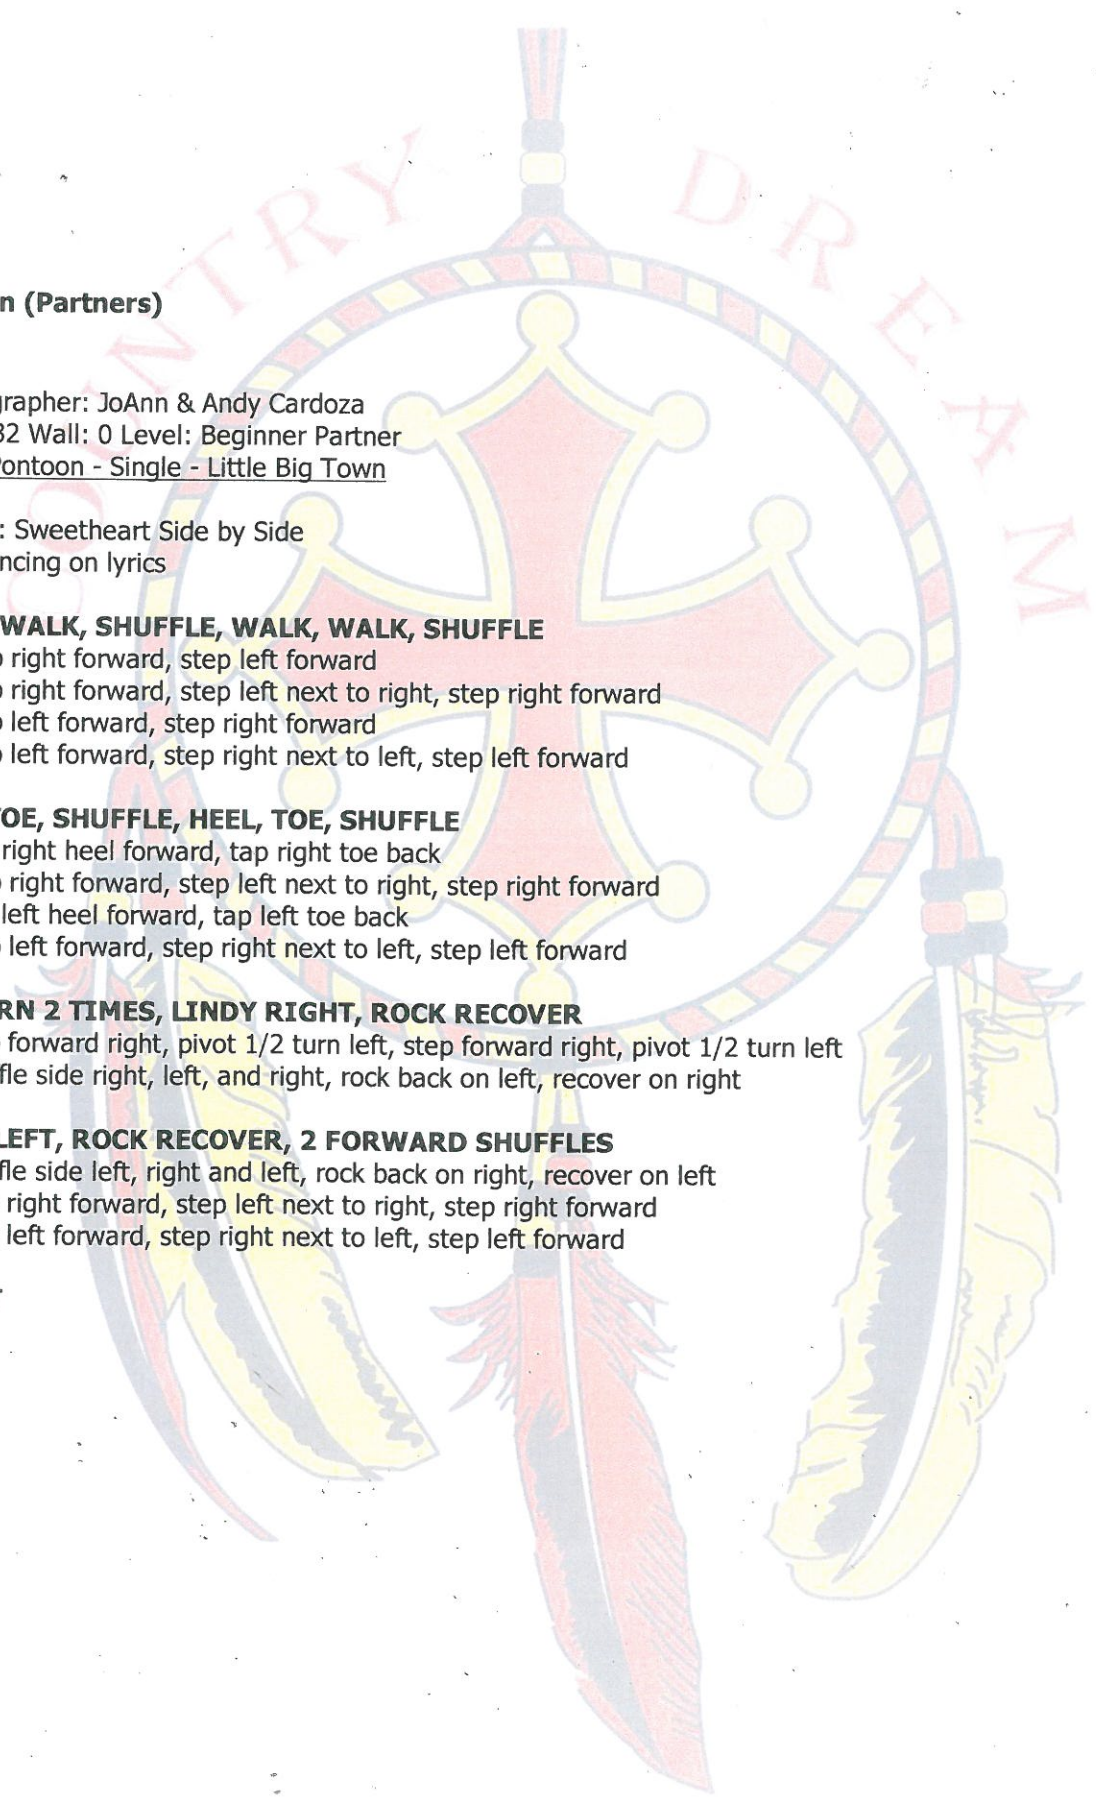 COUNTRY DREAM
n (Partners)
grapher: JoAnn & Andy Cardoza
32 Wall: 0 Level: Beginner Partner
Pontoon - Single - Little Big Town
: Sweetheart Side by Side
ncing on lyrics
WALK, SHUFFLE, WALK, WALK, SHUFFLE
right forward, step left forward
right forward, step left next to right, step right forward
left forward, step right forward
left forward, step right next to left, step left forward
OE, SHUFFLE, HEEL, TOE, SHUFFLE
right heel forward, tap right toe back
right forward, step left next to right, step right forward
left heel forward, tap left toe back
left forward, step right next to left, step left forward
RN 2 TIMES, LINDY RIGHT, ROCK RECOVER
forward right, pivot 1/2 turn left, step forward right, pivot 1/2 turn left
fle side right, left, and right, rock back on left, recover on right
LEFT, ROCK RECOVER, 2 FORWARD SHUFFLES
fle side left, right and left, rock back on right, recover on left
right forward, step left next to right, step right forward
left forward, step right next to left, step left forward
.